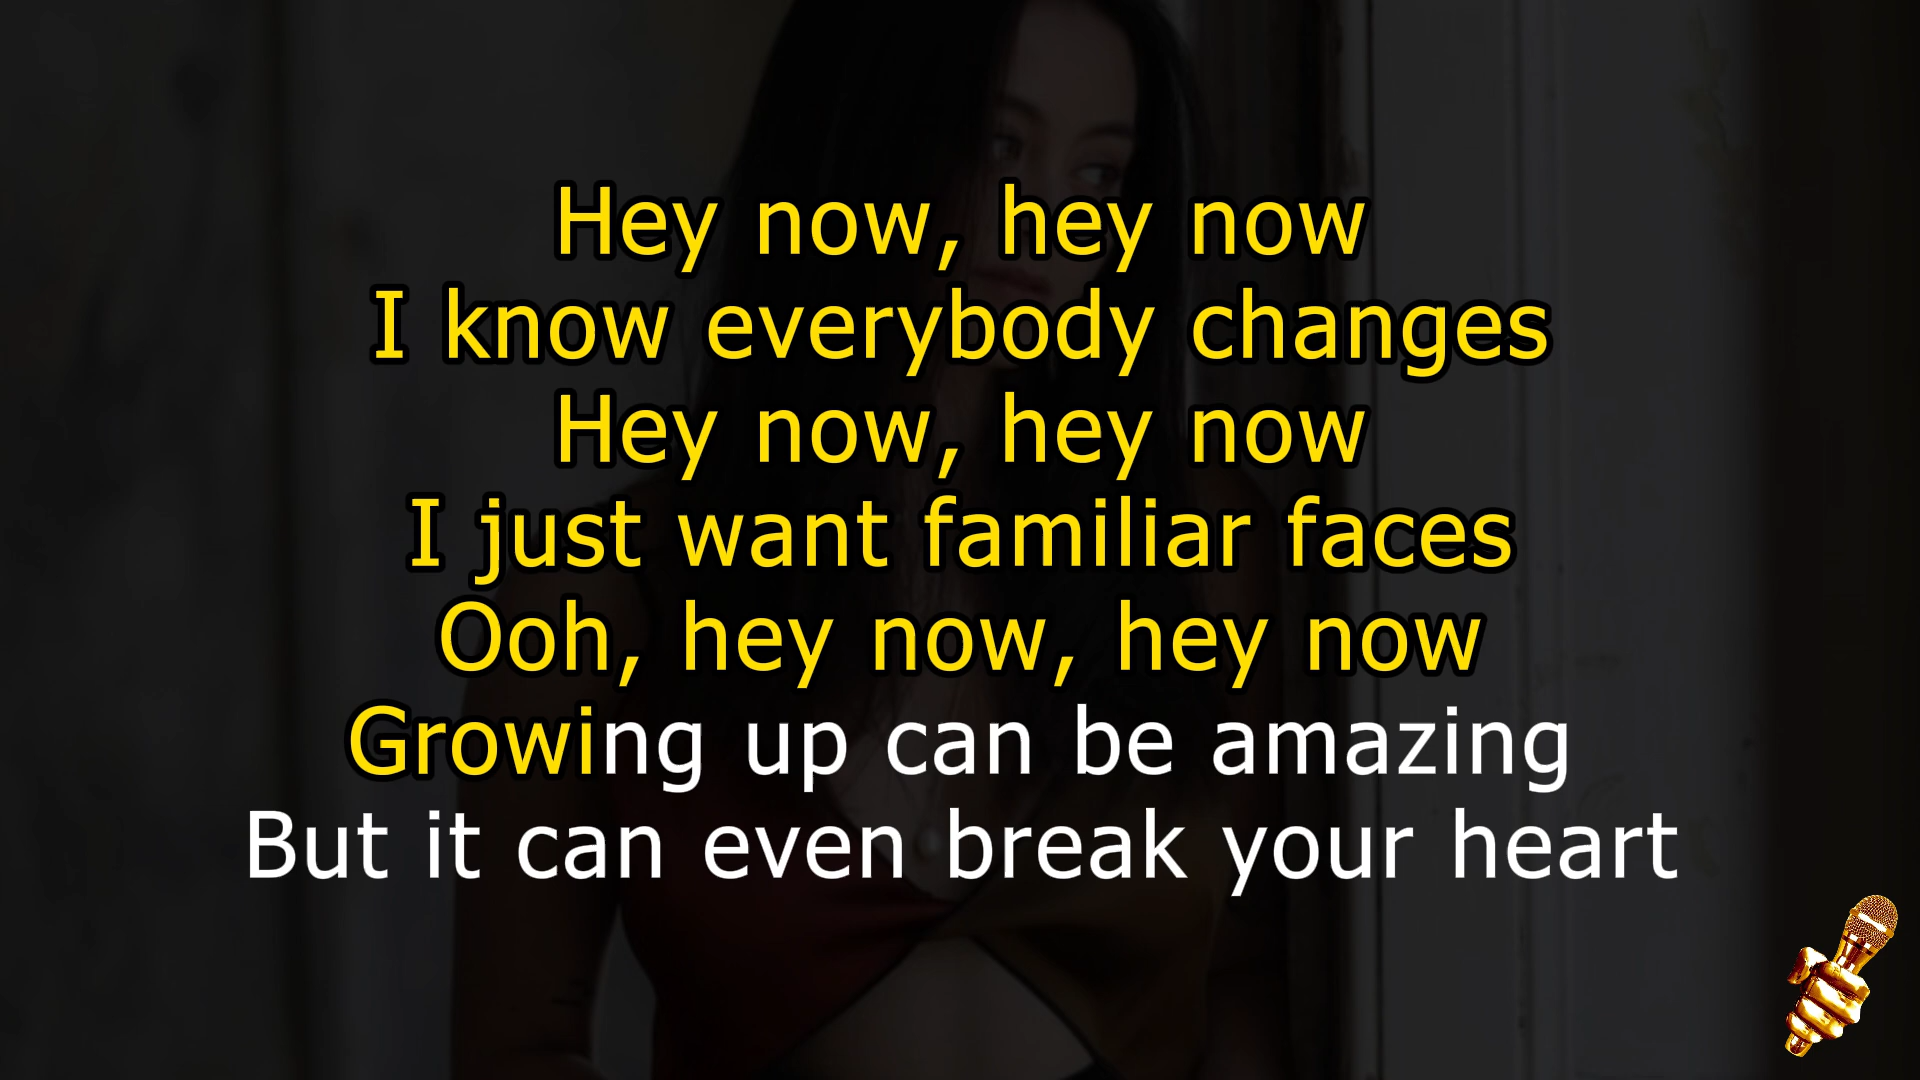 Hey now, hey now
I know everybody changes
Hey now, hey now
I just want familiar faces
Ooh, hey now, hey now
Growing up can be amazing
But it can even break your heart